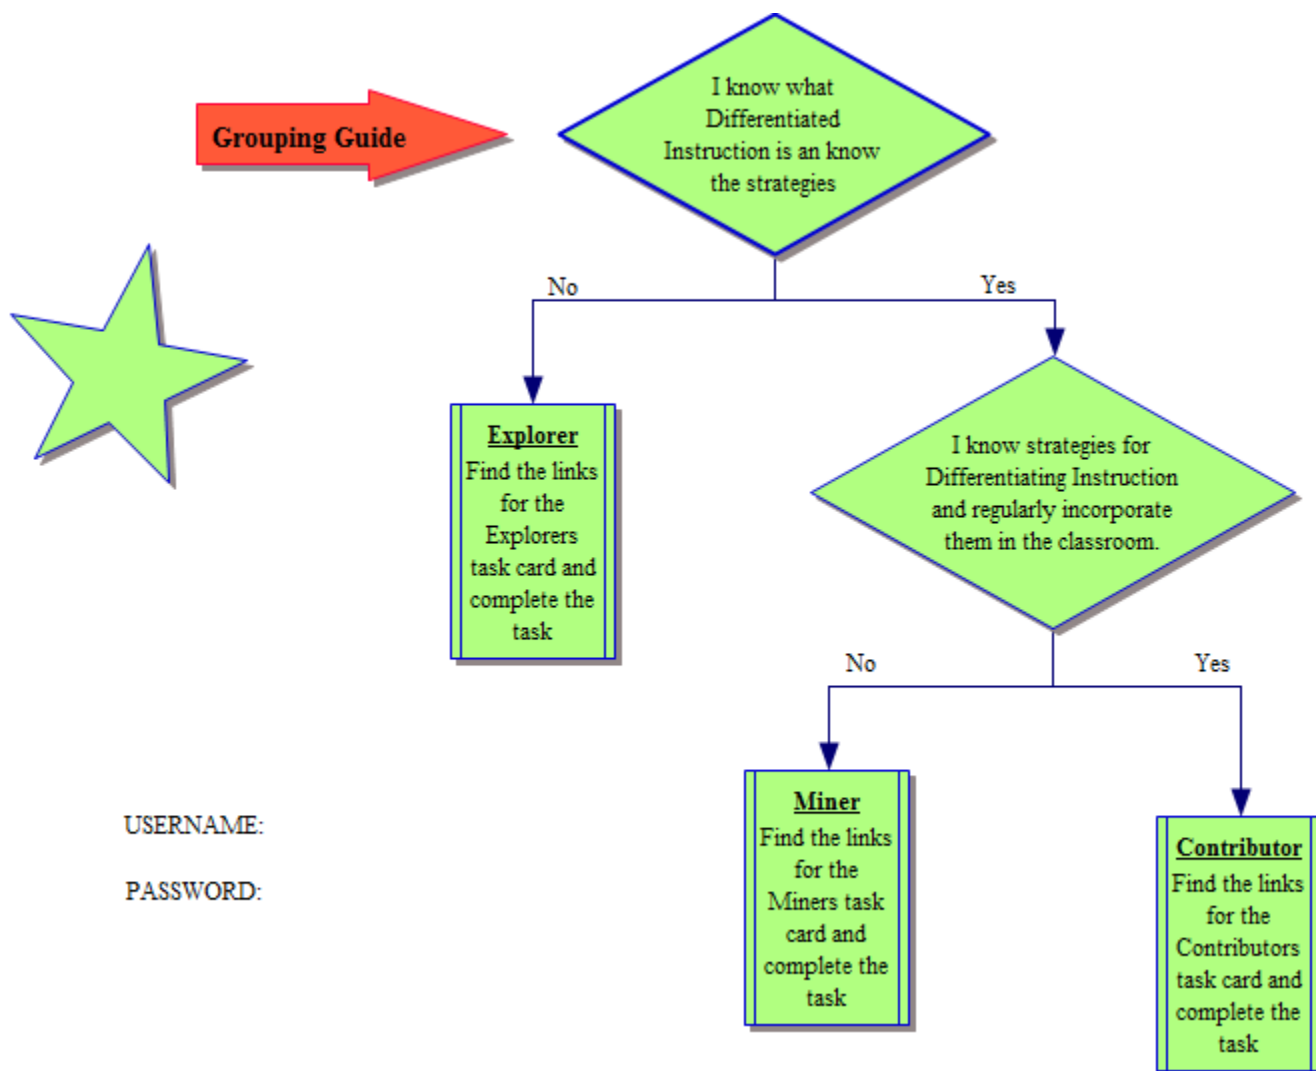 Grouping Guide
I know what
Differentiated
Instruction is an know
the strategies
No
Yes
Explorer
Find the links
for the
Explorers
task card and
complete the
task
I know strategies for
Differentiating Instruction
and regularly incorporate
them in the classroom.
No
Yes
Miner
Find the links
for the
Miners task
card and
complete the
task
Contributor
Find the links
for the
Contributors
task card and
complete the
task
USERNAME:
PASSWORD: